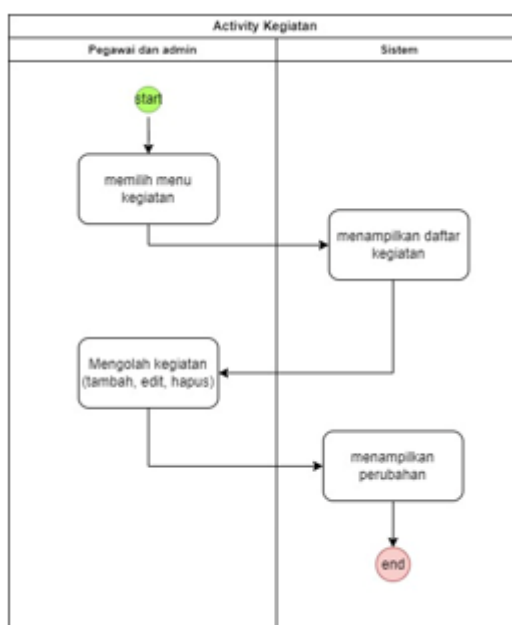 Activity Kegiatan
Pegawai dan admin
Sistem
start
memilih menu
kegiatan
menampilkan daftar
kegiatan
Mengolah kegiatan
(tambah, edit, hapus)
menampilkan
perubahan
end